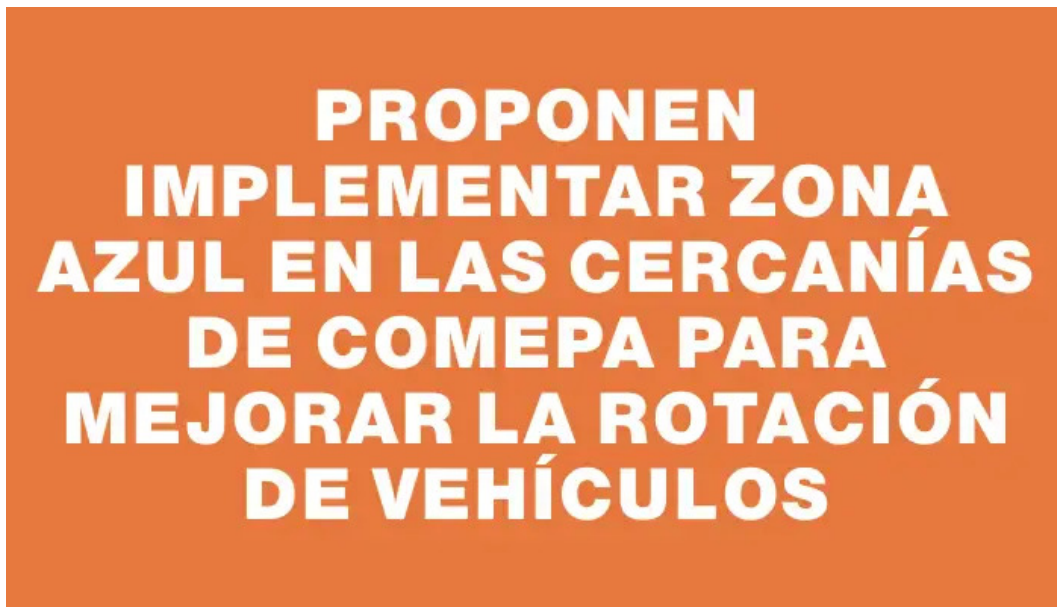 PROPONEN
IMPLEMENTAR ZONA
AZUL EN LAS CERCANÍAS
DE COMEPA PARA
MEJORAR LA ROTACIÓN
DE VEHÍCULOS